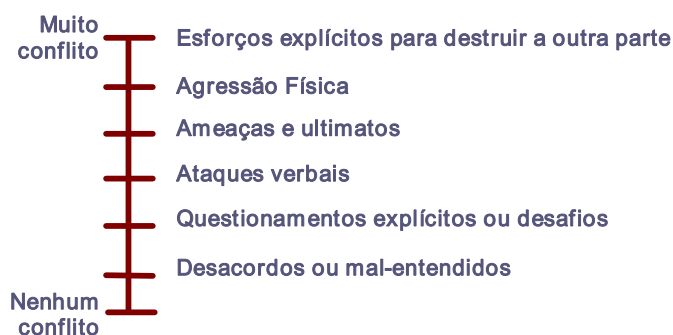 Muito
conflito
Esforços explícitos para destruir a outra parte
Agressão Física
Ameaças e ultimatos
Ataques verbais
Questionamentos explícitos ou desafios
Desacordos ou mal-entendidos
Nenhum
conflito